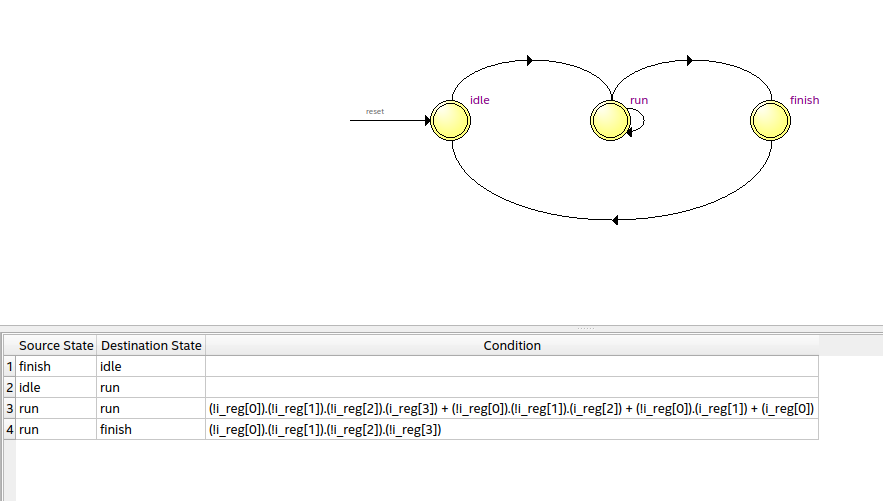 idle
run
finish
reset
Source State Destination State Condition
1 finish idle
2 idle run
3 run run (!i_reg[0]).(!i_reg[1]).(!i_reg[2]).(i_reg[3]) + (!i_reg[0]).(!i_reg[1]).(i_reg[2]) + (!i_reg[0]).(i_reg[1]) + (i_reg[0])
4 run finish (!i_reg[0]).(!i_reg[1]).(!i_reg[2]).(!i_reg[3])